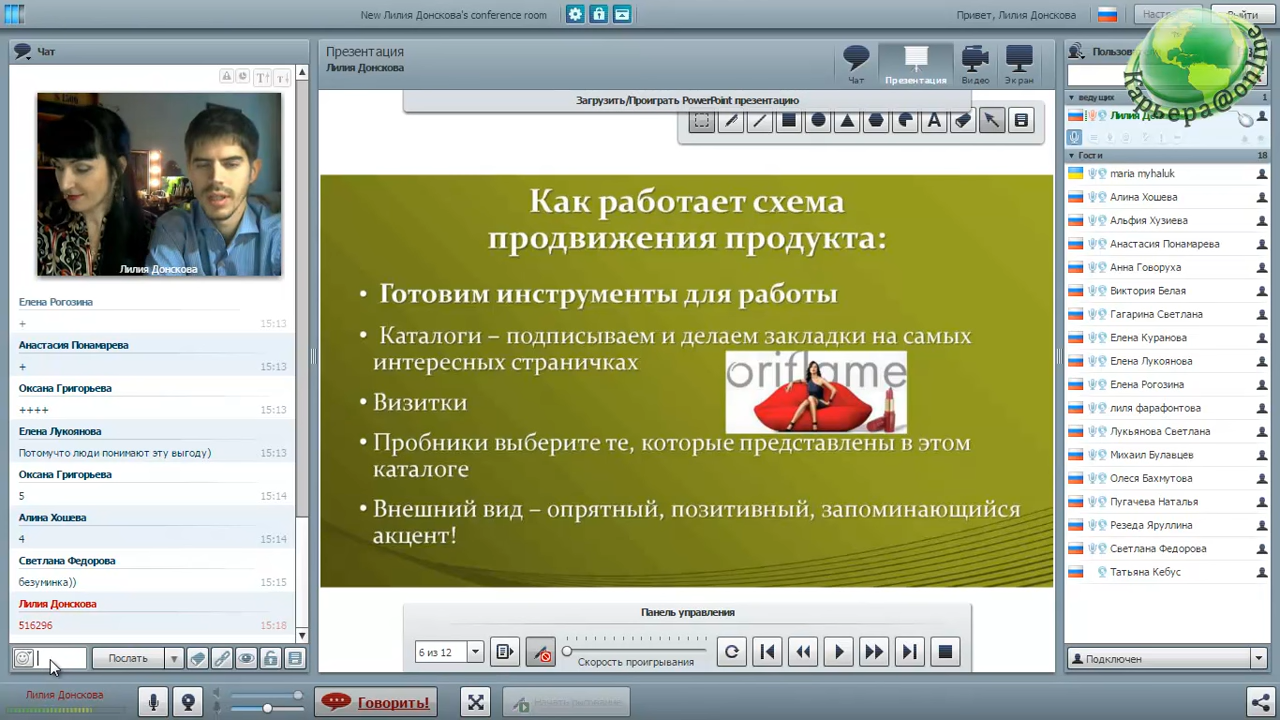 New Лилия Донскова's conference room
Привет, Лилия Донскова
Выйти
Чат
Презентация
Лилия Донскова
Чат
Презентация
Видео
Экран
Загрузить/Проиграть PowerPoint презентацию
Карьера@online
Лилия Донскова
Елена Рогозина
+ 15:13
Анастасия Понамарева
+ 15:13
Оксана Григорьева
++++ 15:13
Елена Лукоянова
Потомучто люди понимают эту выгоду) 15:13
Оксана Григорьева
5 15:14
Алина Хошева
4 15:14
Светлана Федорова
безуминка)) 15:15
Лилия Донскова
516296 15:18
Послать
Как работает схема
продвижения продукта:
• Готовим инструменты для работы
• Каталоги – подписываем и делаем закладки на самых
интересных страничках
oriflame
• Визитки
• Пробники выберите те, которые представлены в этом
каталоге
• Внешний вид – опрятный, позитивный, запоминающийся
акцент!
Панель управления
6 из 12
Скорость проигрывания
ведущих 1
Гости 18
maria myhaluk
Алина Хошева
Альфия Хузиева
Анастасия Понамарева
Анна Говоруха
Виктория Белая
Гагарина Светлана
Елена Куранова
Елена Лукоянова
Елена Рогозина
лиля фарафонтова
Лукьянова Светлана
Михаил Булавцев
Олеся Бахмутова
Пугачева Наталья
Резеда Яруллина
Светлана Федорова
Татьяна Кебус
Подключен
Лилия Донскова
Говорить!